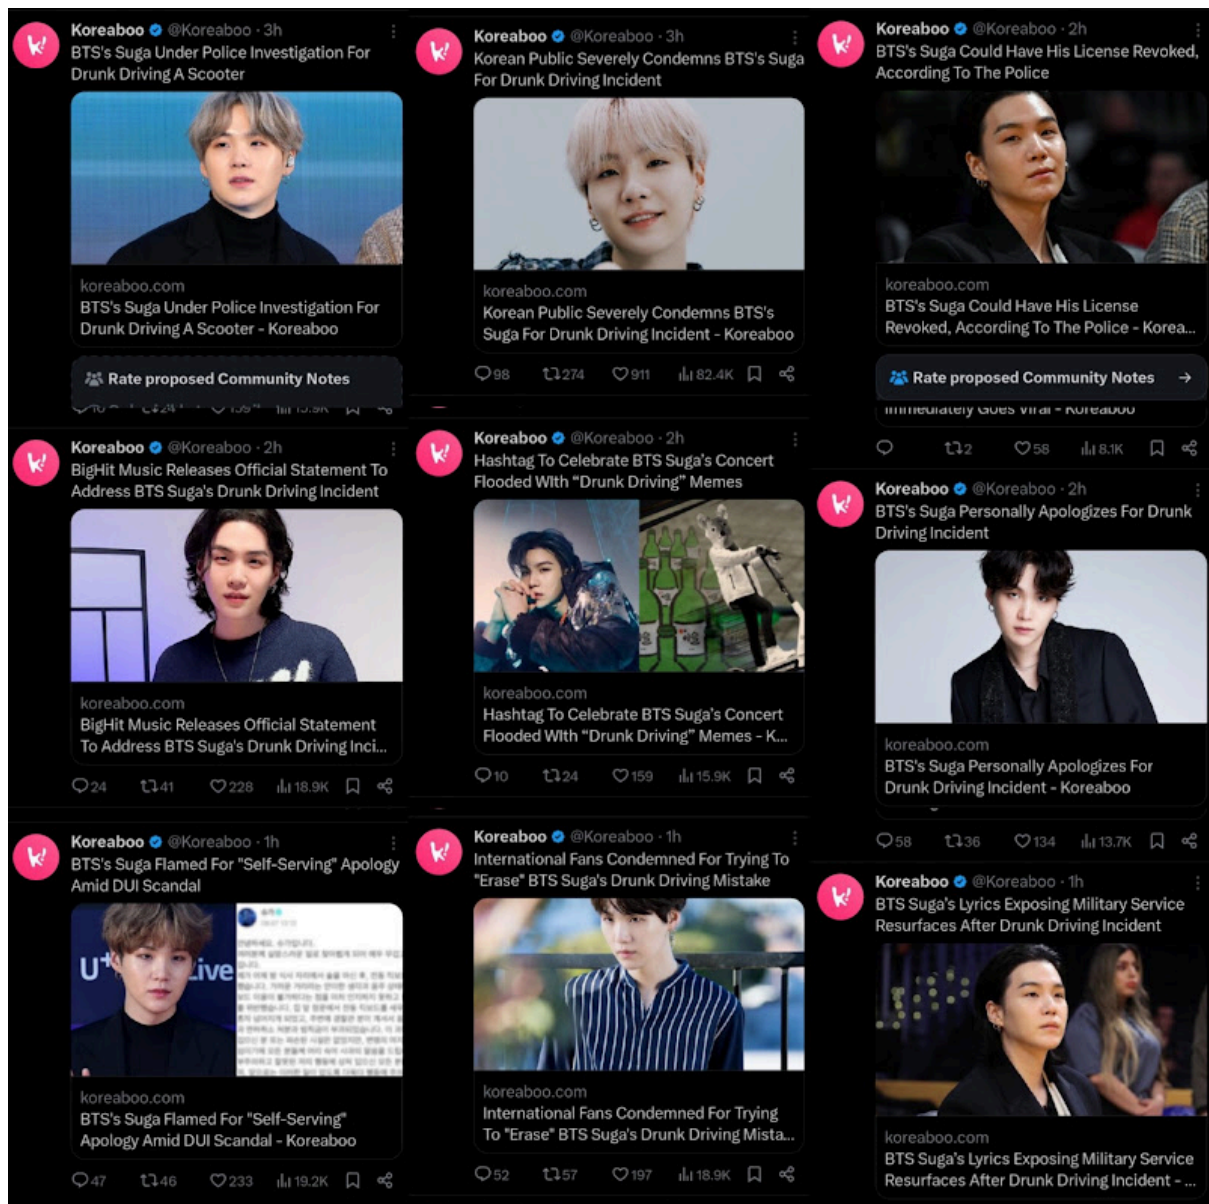 Koreaboo @Koreaboo · 3h
BTS's Suga Under Police Investigation For
Drunk Driving A Scooter
koreaboo.com
BTS's Suga Under Police Investigation For
Drunk Driving A Scooter - Koreaboo
Rate proposed Community Notes
Koreaboo @Koreaboo · 3h
Korean Public Severely Condemns BTS's Suga
For Drunk Driving Incident
koreaboo.com
Korean Public Severely Condemns BTS's
Suga For Drunk Driving Incident - Koreaboo
98 274 911 82.4K
Koreaboo @Koreaboo · 2h
BTS's Suga Could Have His License Revoked,
According To The Police
koreaboo.com
BTS's Suga Could Have His License
Revoked, According To The Police - Korea...
Rate proposed Community Notes →
Immediately Goes Viral - Koreaboo
2 58 8.1K
Koreaboo @Koreaboo · 2h
BigHit Music Releases Official Statement To
Address BTS Suga's Drunk Driving Incident
koreaboo.com
BigHit Music Releases Official Statement
To Address BTS Suga's Drunk Driving Inci...
24 41 228 18.9K
Koreaboo @Koreaboo · 2h
Hashtag To Celebrate BTS Suga's Concert
Flooded WIth “Drunk Driving” Memes
koreaboo.com
Hashtag To Celebrate BTS Suga's Concert
Flooded WIth “Drunk Driving” Memes - K...
10 24 159 15.9K
Koreaboo @Koreaboo · 2h
BTS's Suga Personally Apologizes For Drunk
Driving Incident
koreaboo.com
BTS's Suga Personally Apologizes For
Drunk Driving Incident - Koreaboo
58 36 134 13.7K
Koreaboo @Koreaboo · 1h
BTS's Suga Flamed For "Self-Serving" Apology
Amid DUI Scandal
U+ Live
koreaboo.com
BTS's Suga Flamed For "Self-Serving"
Apology Amid DUI Scandal - Koreaboo
47 46 233 19.2K
Koreaboo @Koreaboo · 1h
International Fans Condemned For Trying To
"Erase" BTS Suga's Drunk Driving Mistake
koreaboo.com
International Fans Condemned For Trying
To "Erase" BTS Suga's Drunk Driving Mista...
52 57 197 18.9K
Koreaboo @Koreaboo · 1h
BTS Suga's Lyrics Exposing Military Service
Resurfaces After Drunk Driving Incident
koreaboo.com
BTS Suga's Lyrics Exposing Military Service
Resurfaces After Drunk Driving Incident - ...